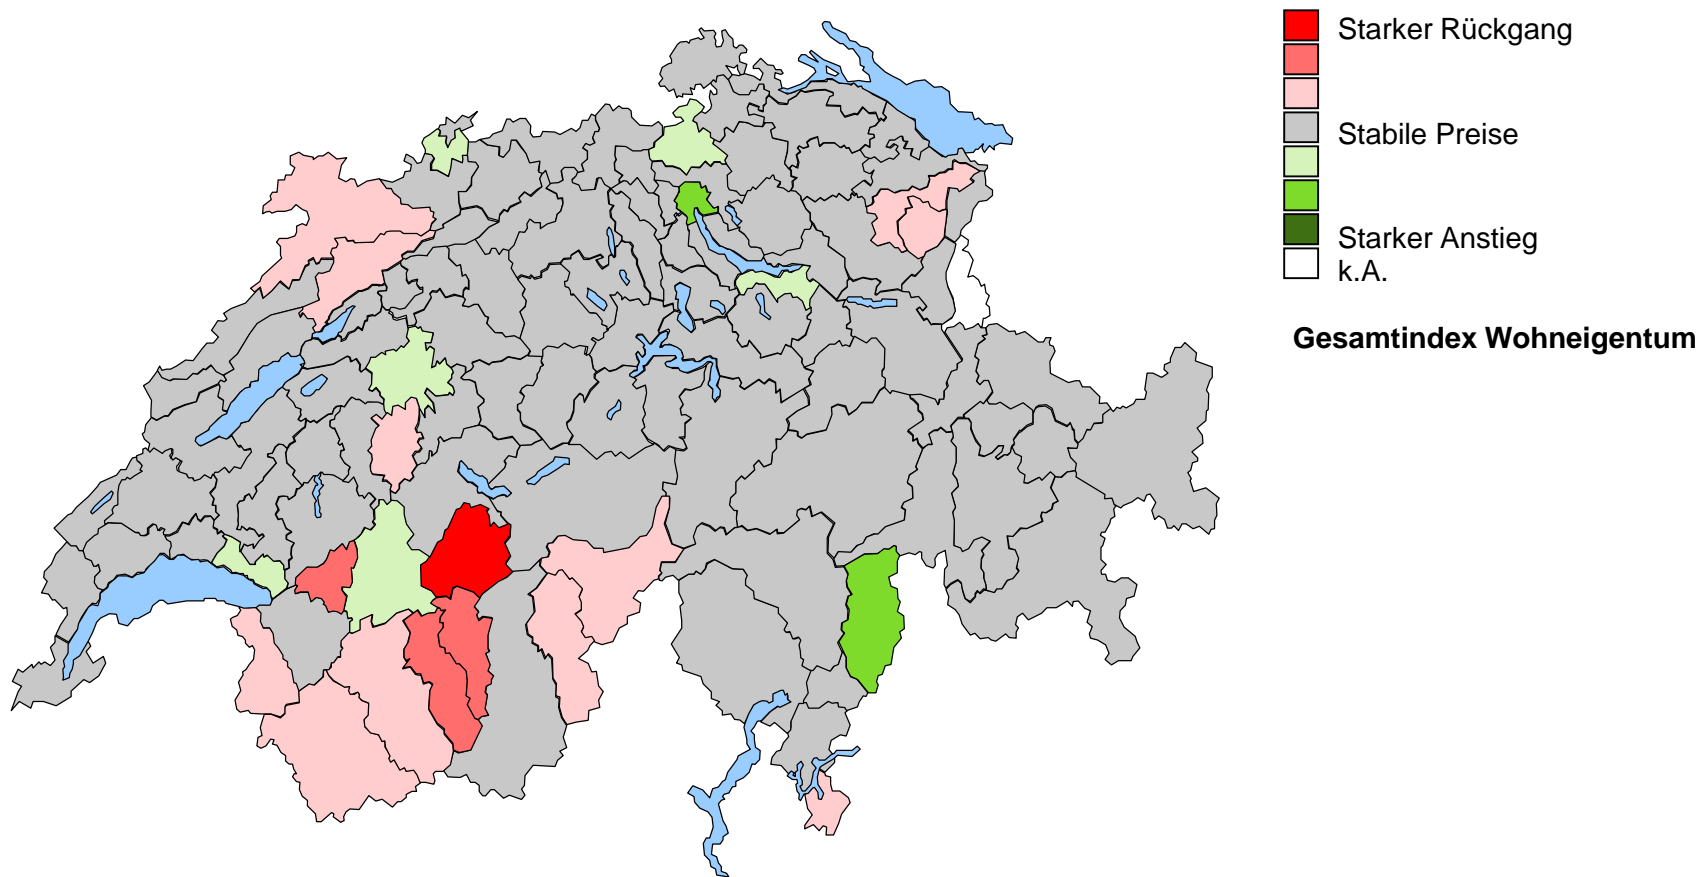 Starker Rückgang
Stabile Preise
Starker Anstieg
k.A.
Gesamtindex Wohneigentum